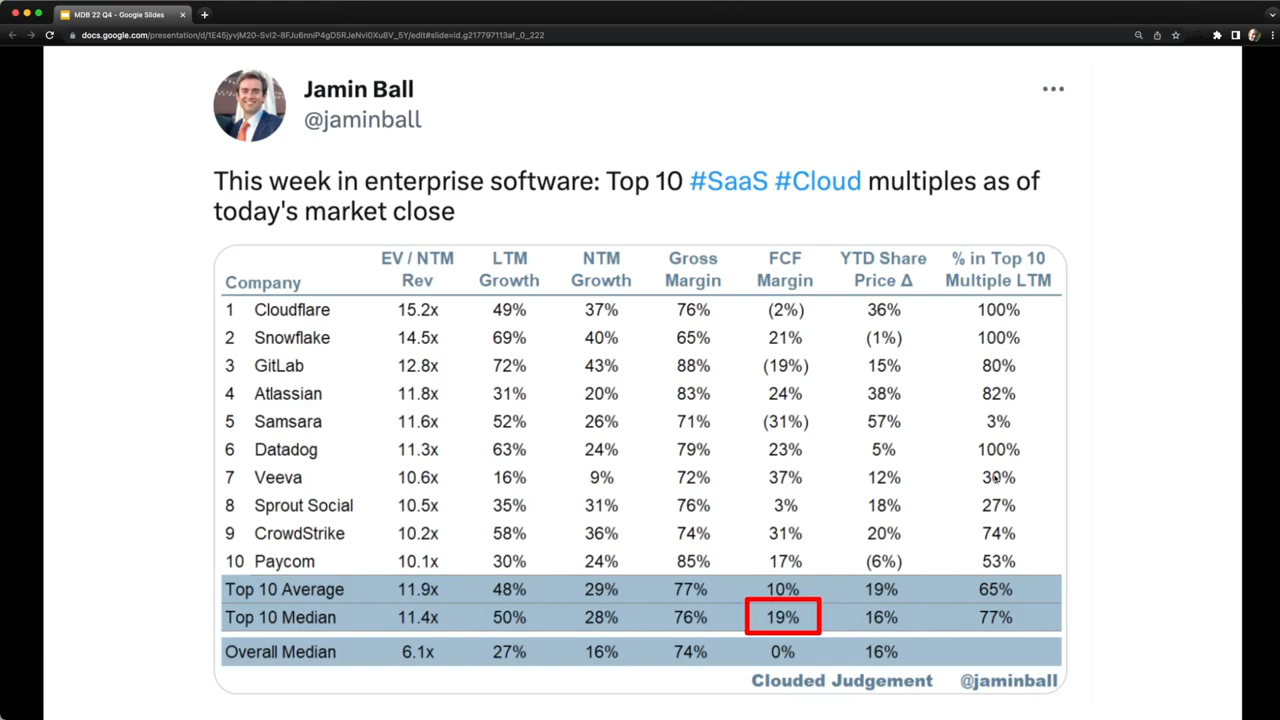 MDB 22 Q4 - Google Slides
docs.google.com/presentation/d/1E45jyvjM20-SvI2-8FJu6nniP4gD5RJeNvi0Xu8V_5Y/edit#slide=id.g217797113af_0_222
Jamin Ball
@jaminball
This week in enterprise software: Top 10 #SaaS #Cloud multiples as of
today's market close
Company EV / NTM Rev LTM Growth NTM Growth Gross Margin FCF Margin YTD Share Price Δ % in Top 10 Multiple LTM
1 Cloudflare 15.2x 49% 37% 76% (2%) 36% 100%
2 Snowflake 14.5x 69% 40% 65% 21% (1%) 100%
3 GitLab 12.8x 72% 43% 88% (19%) 15% 80%
4 Atlassian 11.8x 31% 20% 83% 24% 38% 82%
5 Samsara 11.6x 52% 26% 71% (31%) 57% 3%
6 Datadog 11.3x 63% 24% 79% 23% 5% 100%
7 Veeva 10.6x 16% 9% 72% 37% 12% 30%
8 Sprout Social 10.5x 35% 31% 76% 3% 18% 27%
9 CrowdStrike 10.2x 58% 36% 74% 31% 20% 74%
10 Paycom 10.1x 30% 24% 85% 17% (6%) 53%
Top 10 Average 11.9x 48% 29% 77% 10% 19% 65%
Top 10 Median 11.4x 50% 28% 76% 19% 16% 77%
Overall Median 6.1x 27% 16% 74% 0% 16%
Clouded Judgement @jaminball